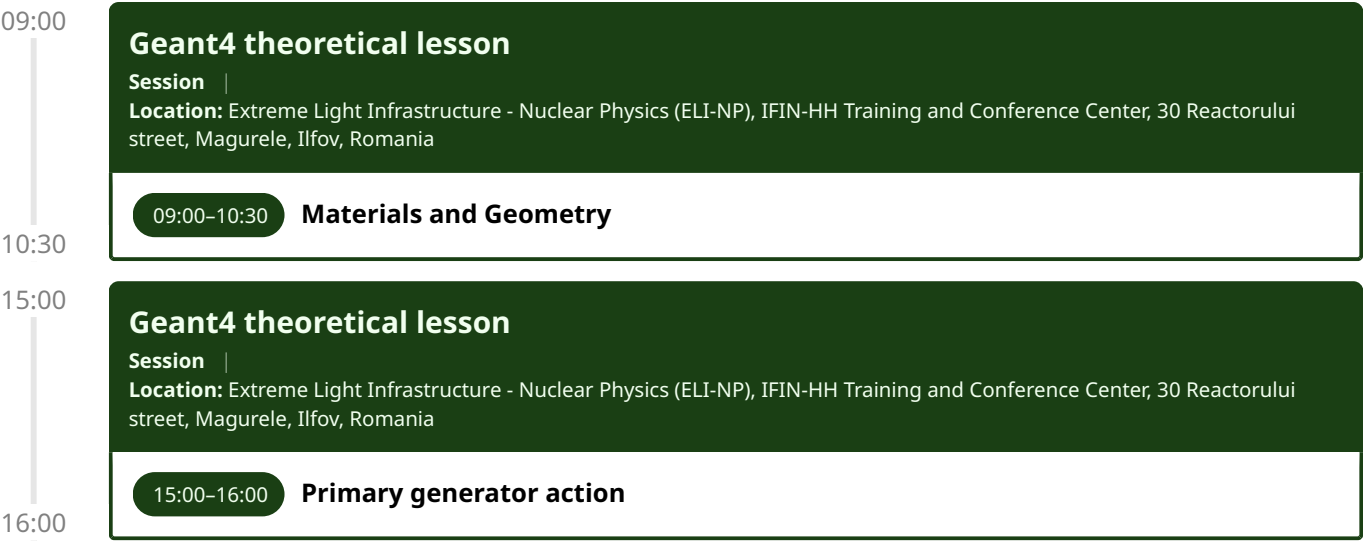 09:00
Geant4 theoretical lesson
Session |
Location: Extreme Light Infrastructure - Nuclear Physics (ELI-NP), IFIN-HH Training and Conference Center, 30 Reactorului
street, Magurele, Ilfov, Romania
09:00–10:30 Materials and Geometry
10:30
15:00
Geant4 theoretical lesson
Session |
Location: Extreme Light Infrastructure - Nuclear Physics (ELI-NP), IFIN-HH Training and Conference Center, 30 Reactorului
street, Magurele, Ilfov, Romania
15:00–16:00 Primary generator action
16:00